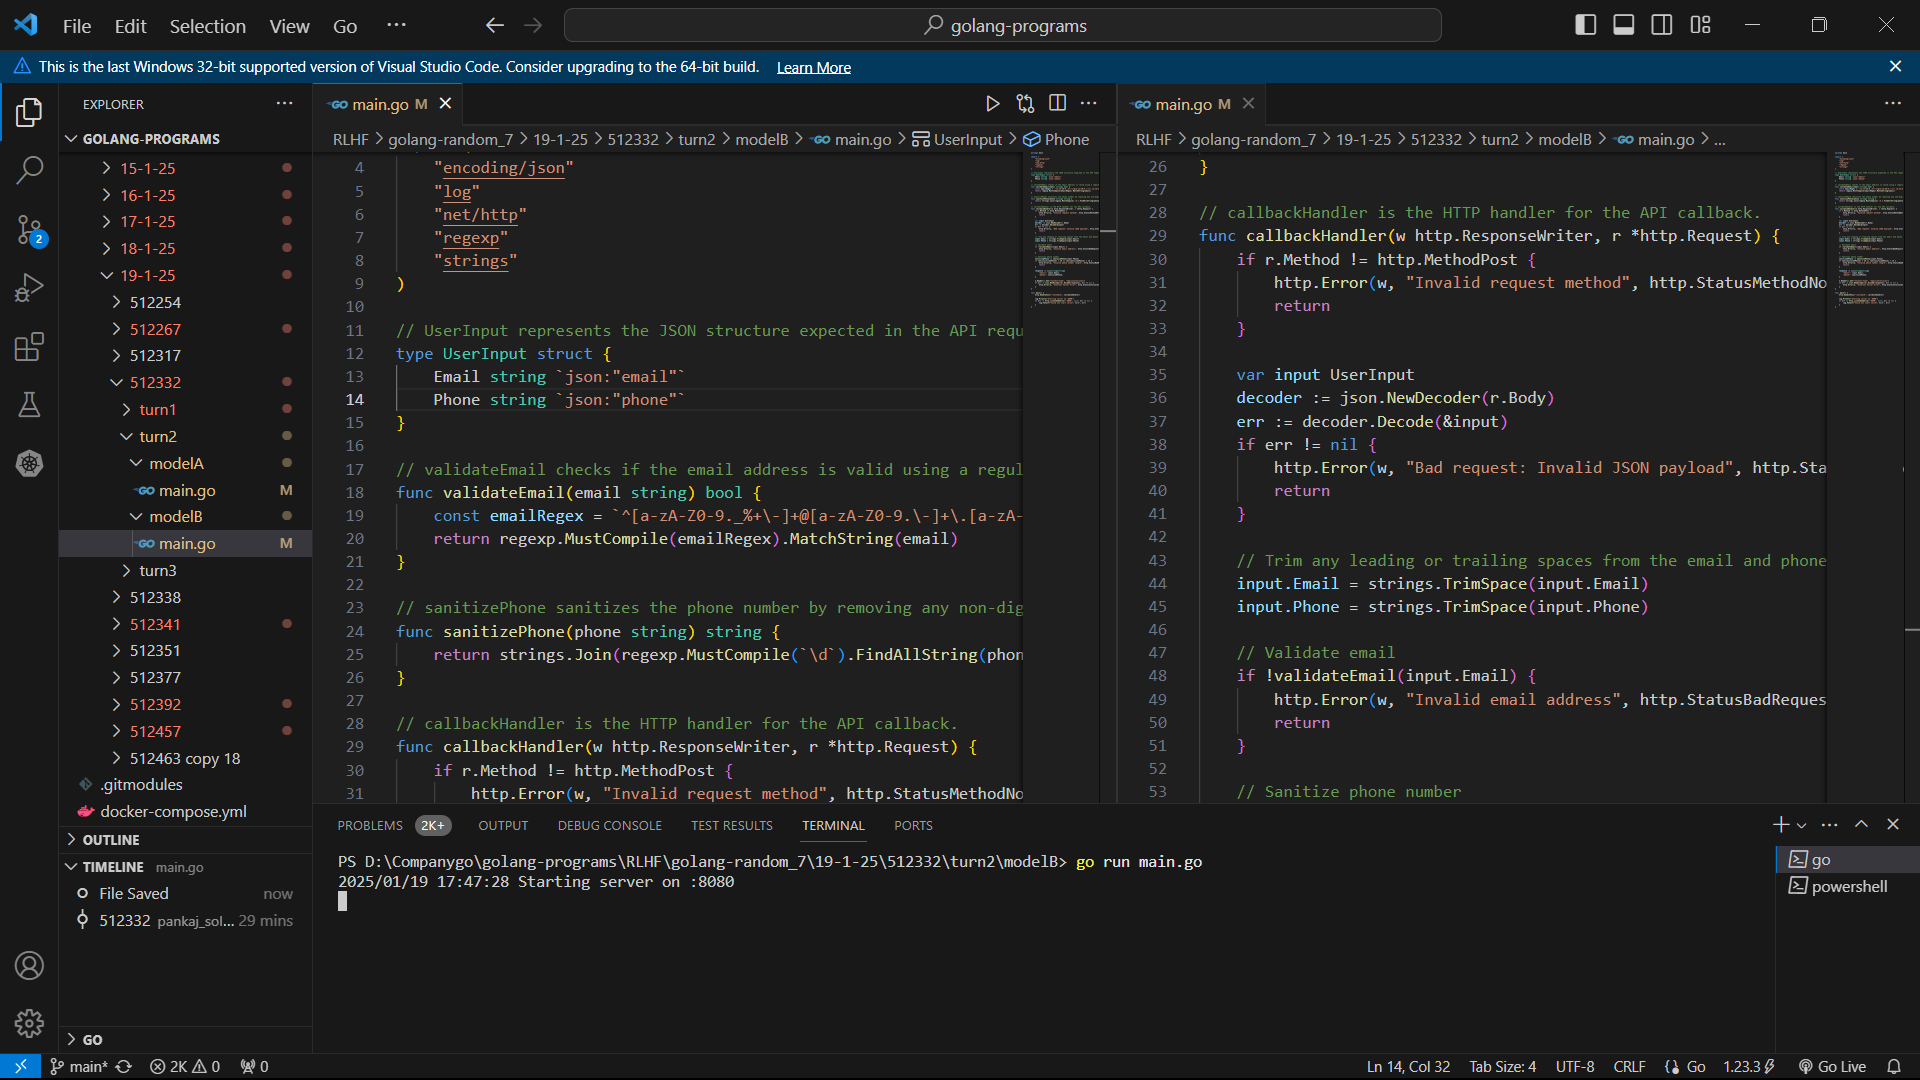 File Edit Selection View Go ··· golang-programs
This is the last Windows 32-bit supported version of Visual Studio Code. Consider upgrading to the 64-bit build. Learn More
EXPLORER ···
GOLANG-PROGRAMS
15-1-25
16-1-25
17-1-25
18-1-25
19-1-25
512254
512267
512317
512332
turn1
turn2
modelA
GO main.go M
modelB
GO main.go M
turn3
512338
512341
512351
512377
512392
512457
512463 copy 18
.gitmodules
docker-compose.yml
OUTLINE
TIMELINE main.go
File Saved now
512332 pankaj_sol... 29 mins
GO
2
GO main.go M
RLHF > golang-random_7 > 19-1-25 > 512332 > turn2 > modelB > GO main.go > UserInput > Phone
4 "encoding/json"
5 "log"
6 "net/http"
7 "regexp"
8 "strings"
9 )
10
11 // UserInput represents the JSON structure expected in the API requ
12 type UserInput struct {
13 Email string `json:"email"`
14 Phone string `json:"phone"`
15 }
16
17 // validateEmail checks if the email address is valid using a regul
18 func validateEmail(email string) bool {
19 const emailRegex = `^[a-zA-Z0-9._%+\-]+@[a-zA-Z0-9.\-]+\.[a-zA-
20 return regexp.MustCompile(emailRegex).MatchString(email)
21 }
22
23 // sanitizePhone sanitizes the phone number by removing any non-dig
24 func sanitizePhone(phone string) string {
25 return strings.Join(regexp.MustCompile(`\d`).FindAllString(phon
26 }
27
28 // callbackHandler is the HTTP handler for the API callback.
29 func callbackHandler(w http.ResponseWriter, r *http.Request) {
30 if r.Method != http.MethodPost {
31 http.Error(w, "Invalid request method", http.StatusMethodNo
GO main.go M
RLHF > golang-random_7 > 19-1-25 > 512332 > turn2 > modelB > GO main.go > ...
26 }
27
28 // callbackHandler is the HTTP handler for the API callback.
29 func callbackHandler(w http.ResponseWriter, r *http.Request) {
30 if r.Method != http.MethodPost {
31 http.Error(w, "Invalid request method", http.StatusMethodNo
32 return
33 }
34
35 var input UserInput
36 decoder := json.NewDecoder(r.Body)
37 err := decoder.Decode(&input)
38 if err != nil {
39 http.Error(w, "Bad request: Invalid JSON payload", http.Sta
40 return
41 }
42
43 // Trim any leading or trailing spaces from the email and phone
44 input.Email = strings.TrimSpace(input.Email)
45 input.Phone = strings.TrimSpace(input.Phone)
46
47 // Validate email
48 if !validateEmail(input.Email) {
49 http.Error(w, "Invalid email address", http.StatusBadReques
50 return
51 }
52
53 // Sanitize phone number
PROBLEMS 2K+ OUTPUT DEBUG CONSOLE TEST RESULTS TERMINAL PORTS
PS D:\Companygo\golang-programs\RLHF\golang-random_7\19-1-25\512332\turn2\modelB> go run main.go
2025/01/19 17:47:28 Starting server on :8080
go
powershell
main* 2K 0 0 Ln 14, Col 32 Tab Size: 4 UTF-8 CRLF Go 1.23.3 Go Live